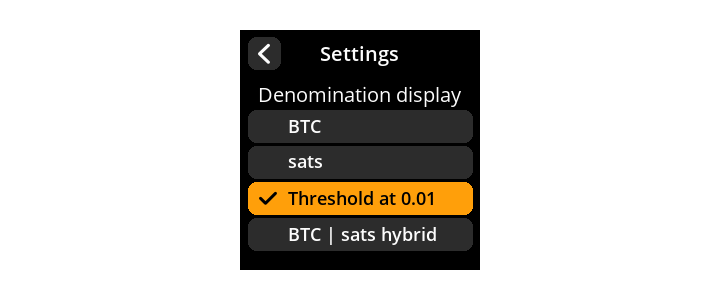 Settings
Denomination display
BTC
sats
Threshold at 0.01
BTC | sats hybrid